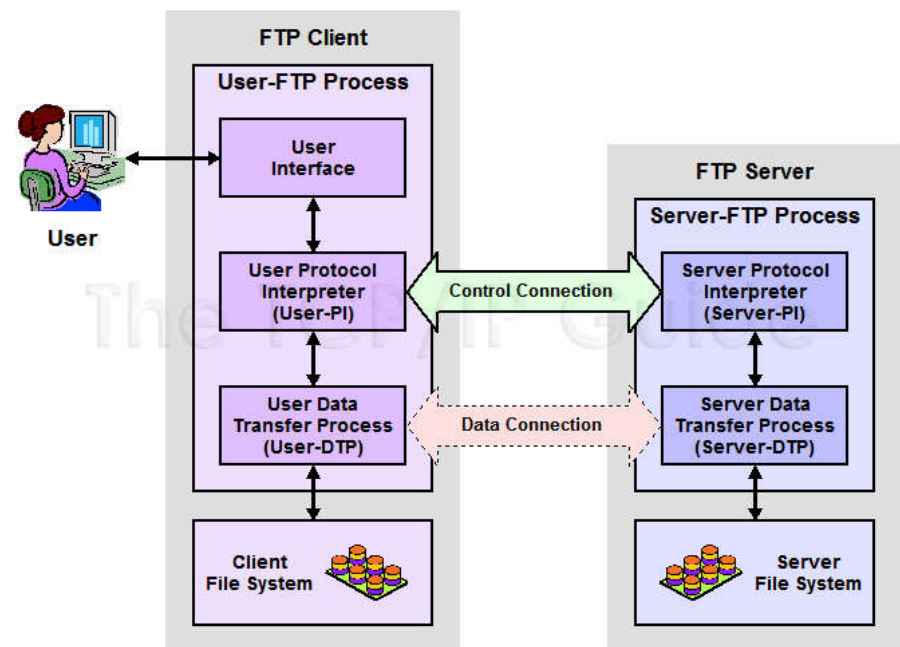 FTP Client
User-FTP Process
User
Interface
User
FTP Server
Server-FTP Process
User Protocol
Interpreter
(User-PI)
Control Connection
Server Protocol
Interpreter
(Server-PI)
User Data
Transfer Process
(User-DTP)
Data Connection
Server Data
Transfer Process
(Server-DTP)
Client
File System
Server
File System
The TCP/IP Guide